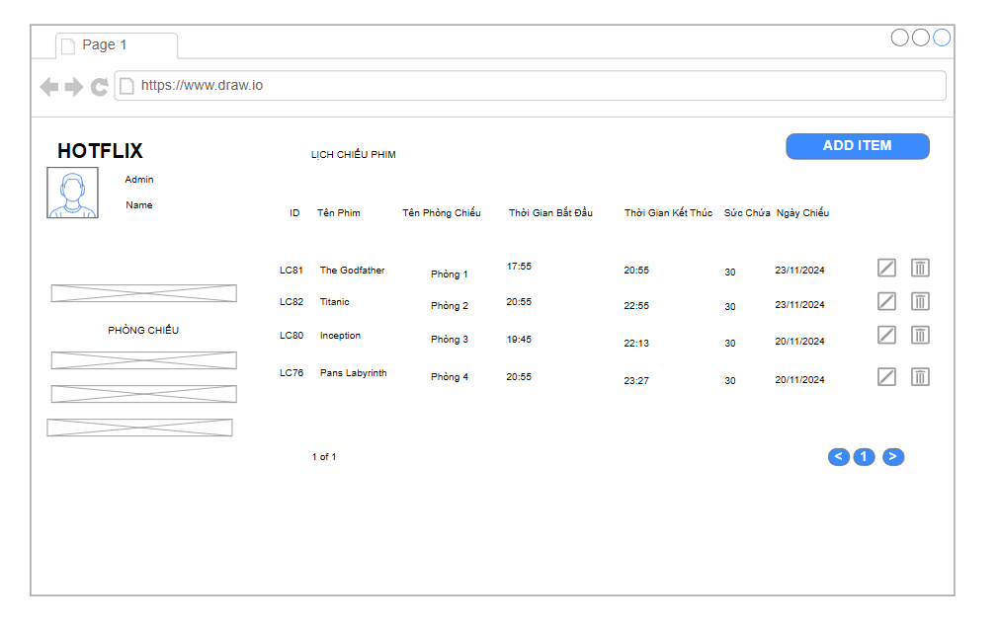 Page 1
https://www.draw.io
HOTFLIX
LỊCH CHIẾU PHIM
ADD ITEM
Admin
Name
ID Tên Phim Tên Phòng Chiếu Thời Gian Bắt Đầu Thời Gian Kết Thúc Sức Chứa Ngày Chiếu
LC81 The Godfather Phòng 1 17:55 20:55 30 23/11/2024
LC82 Titanic Phòng 2 20:55 22:55 30 23/11/2024
PHÒNG CHIẾU
LC80 Inception Phòng 3 19:45 22:13 30 20/11/2024
LC76 Pans Labyrinth Phòng 4 20:55 23:27 30 20/11/2024
1 of 1
< 1 >